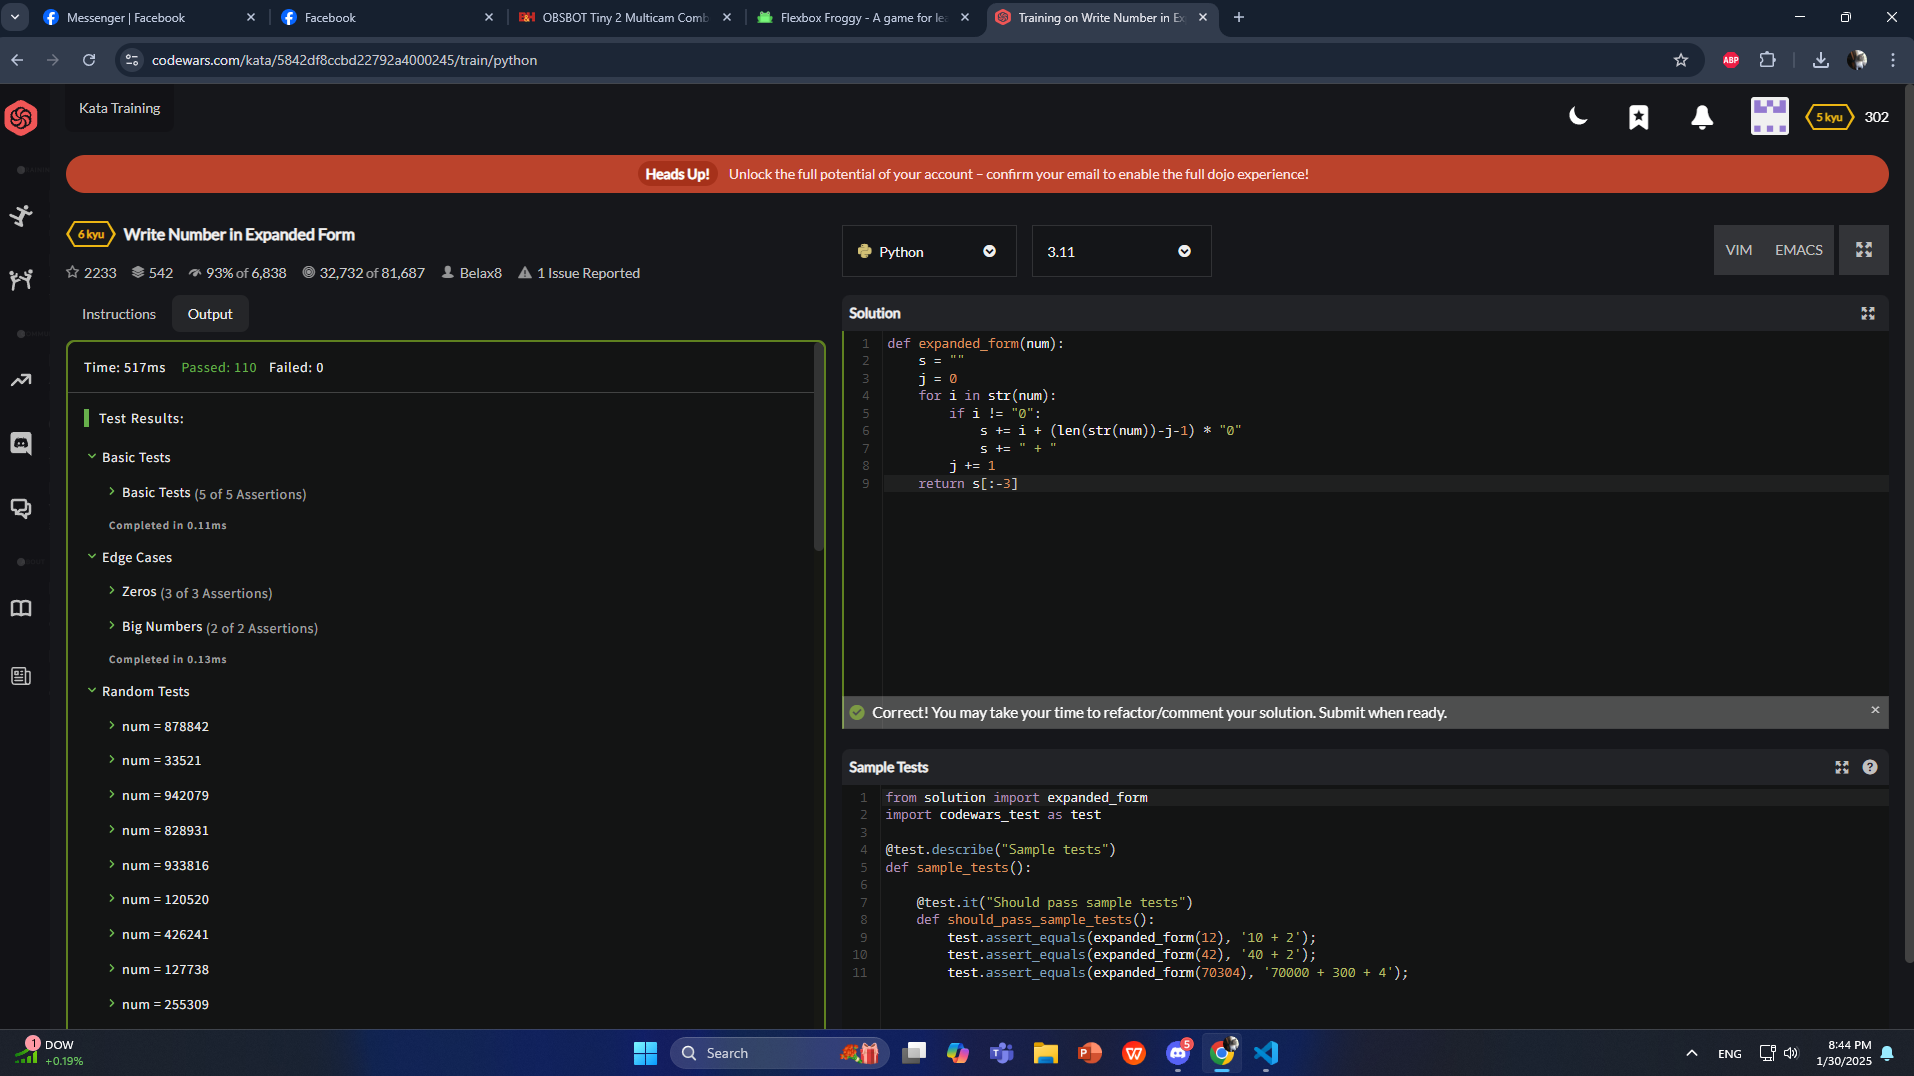 Messenger | Facebook
Facebook
OBSBOT Tiny 2 Multicam Comb
Flexbox Froggy - A game for lea
Training on Write Number in Ex
codewars.com/kata/5842df8ccbd22792a4000245/train/python
ABP
Kata Training
5 kyu 302
Heads Up! Unlock the full potential of your account – confirm your email to enable the full dojo experience!
6 kyu Write Number in Expanded Form
2233 542 93% of 6,838 32,732 of 81,687 Belax8 1 Issue Reported
Python
3.11
VIM EMACS
Instructions Output
Time: 517ms Passed: 110 Failed: 0
Test Results:
Basic Tests
Basic Tests (5 of 5 Assertions)
Completed in 0.11ms
Edge Cases
Zeros (3 of 3 Assertions)
Big Numbers (2 of 2 Assertions)
Completed in 0.13ms
Random Tests
num = 878842
num = 33521
num = 942079
num = 828931
num = 933816
num = 120520
num = 426241
num = 127738
num = 255309
Solution
1 def expanded_form(num):
2 s = ""
3 j = 0
4 for i in str(num):
5 if i != "0":
6 s += i + (len(str(num))-j-1) * "0"
7 s += " + "
8 j += 1
9 return s[:-3]
Correct! You may take your time to refactor/comment your solution. Submit when ready.
Sample Tests
1 from solution import expanded_form
2 import codewars_test as test
3
4 @test.describe("Sample tests")
5 def sample_tests():
6
7 @test.it("Should pass sample tests")
8 def should_pass_sample_tests():
9 test.assert_equals(expanded_form(12), '10 + 2');
10 test.assert_equals(expanded_form(42), '40 + 2');
11 test.assert_equals(expanded_form(70304), '70000 + 300 + 4');
1
DOW
+0.19%
Search
5
ENG
8:44 PM
1/30/2025